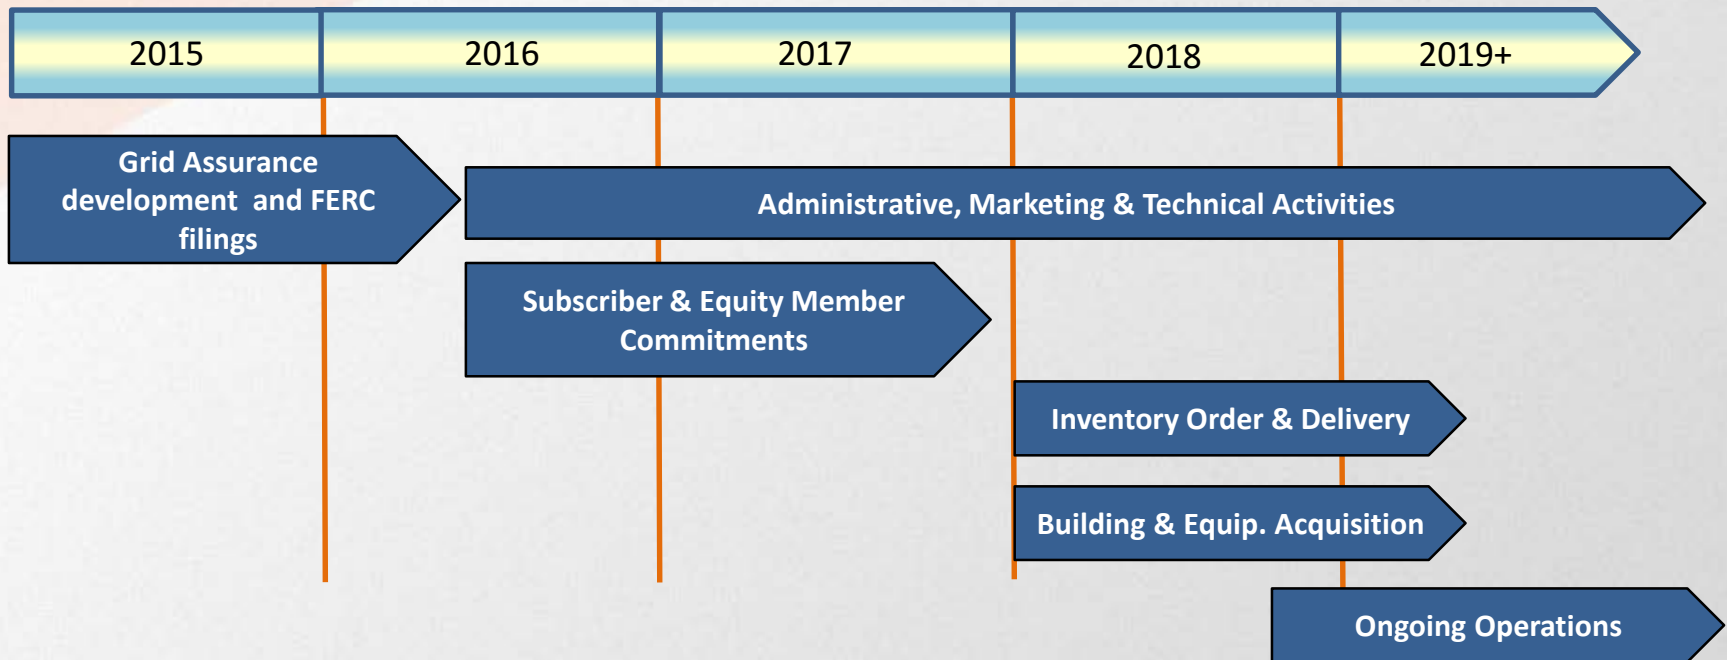 2015
2016
2017
2018
2019+
Grid Assurance
development  and FERC
filings
Administrative, Marketing & Technical Activities
Subscriber & Equity Member
Commitments
Inventory Order & Delivery
Building & Equip. Acquisition
Ongoing Operations